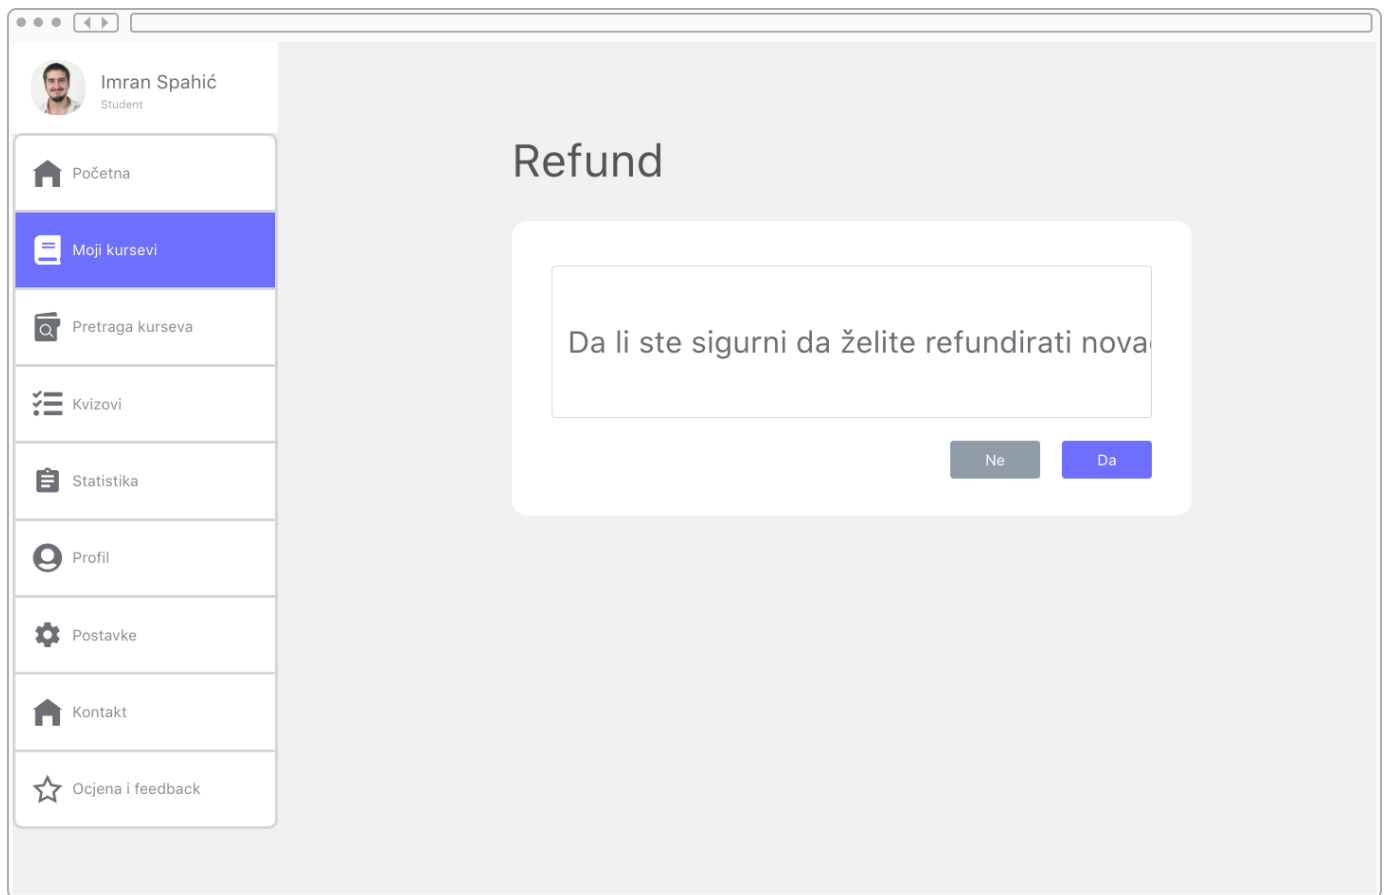 Imran Spahić
Student
Početna
Moji kursevi
Pretraga kurseva
Kvizovi
Statistika
Profil
Postavke
Kontakt
Ocjena i feedback
Refund
Da li ste sigurni da želite refundirati
Ne
Da